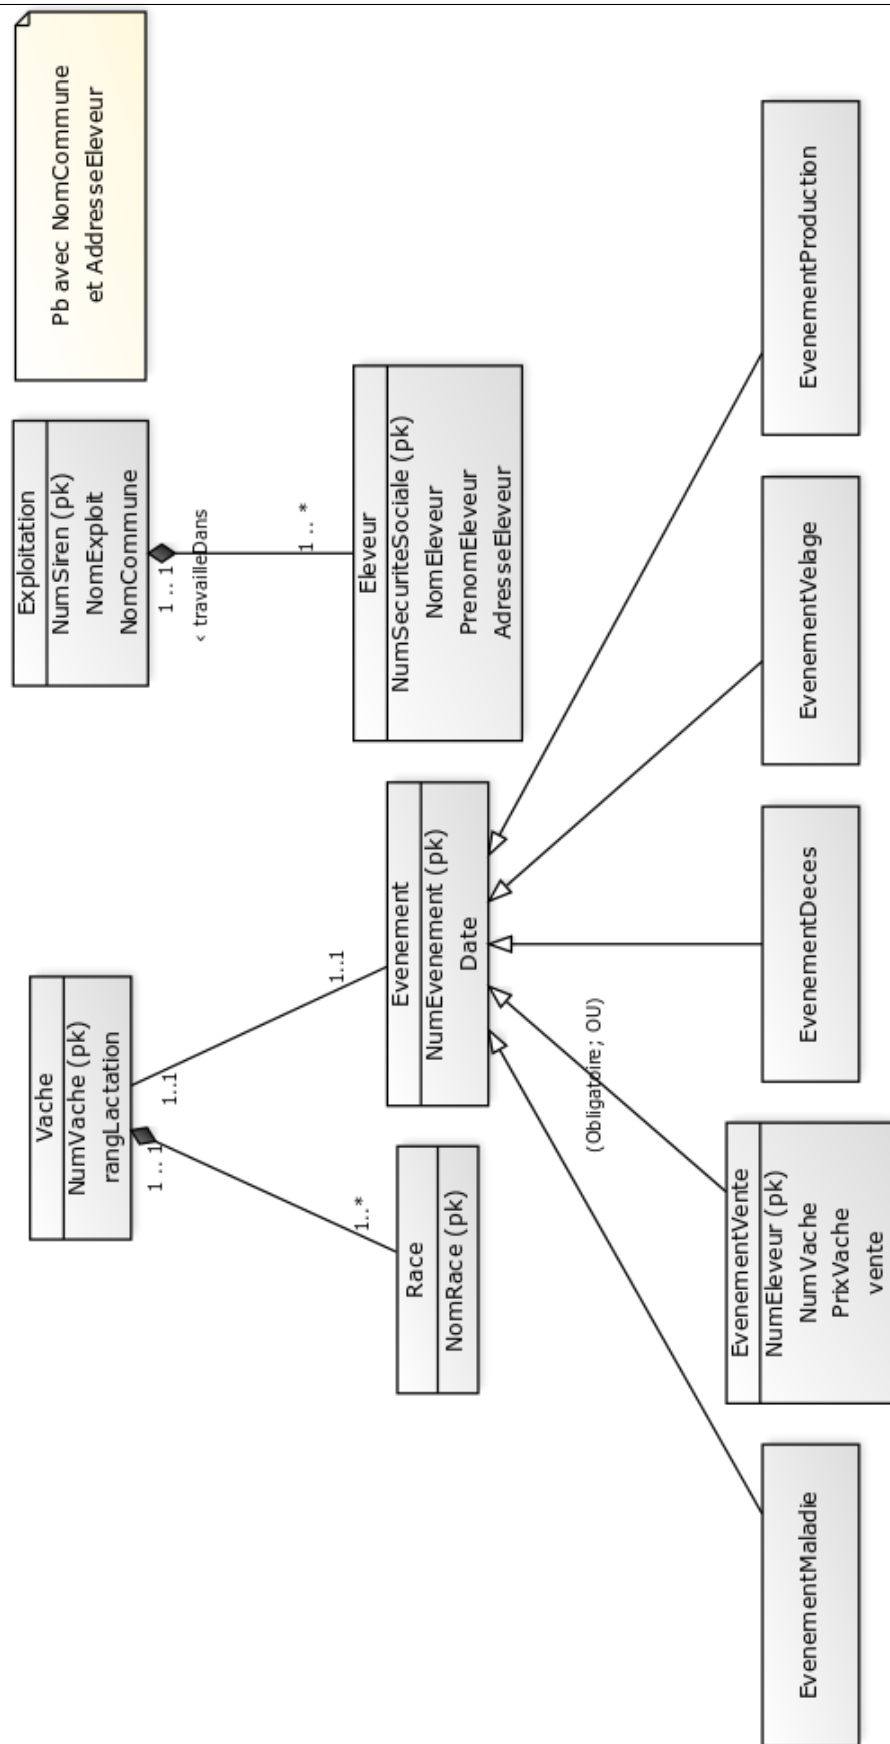 Vache
NumVache (pk)
rangLactation
Exploitation
NumSiren (pk)
NomExploit
NomCommune
Pb avec NomCommune
et AddresseEleveur
1 .. 1
1..1
1 .. 1
< travailleDans
1..*
1..1
1 .. *
Race
NomRace (pk)
Evenement
NumEvenement (pk)
Date
Eleveur
NumSecuriteSociale (pk)
NomEleveur
PrenomEleveur
AdresseEleveur
(Obligatoire; OU)
EvenementMaladie
EvenementVente
NumEleveur (pk)
NumVache
PrixVache
vente
EvenementDeces
EvenementVelage
EvenementProduction